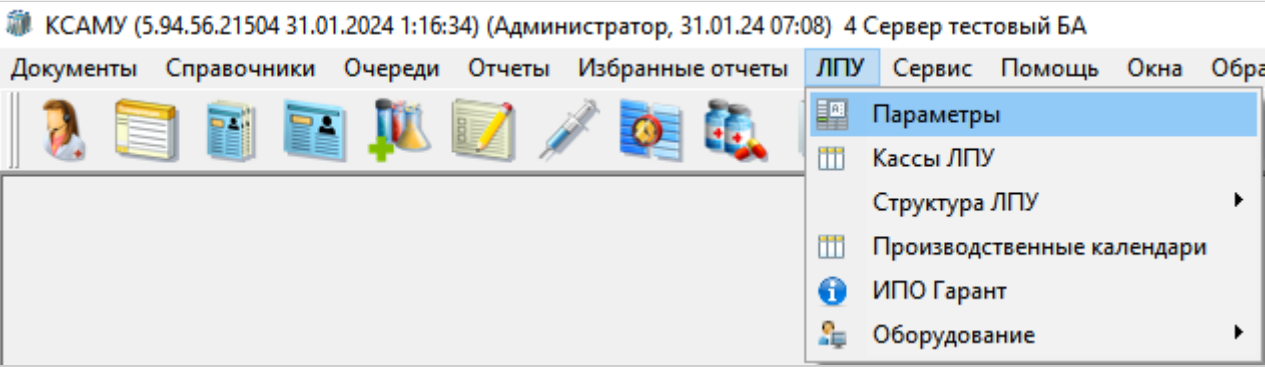 КСАМУ (5.94.56.21504 31.01.2024 1:16:34) (Администратор, 31.01.24 07:08) 4 Сервер тестовый БА
Документы Справочники Очереди Отчеты Избранные отчеты ЛПУ Сервис Помощь Окна Обра
Параметры
Кассы ЛПУ
Структура ЛПУ
Производственные календари
ИПО Гарант
Оборудование